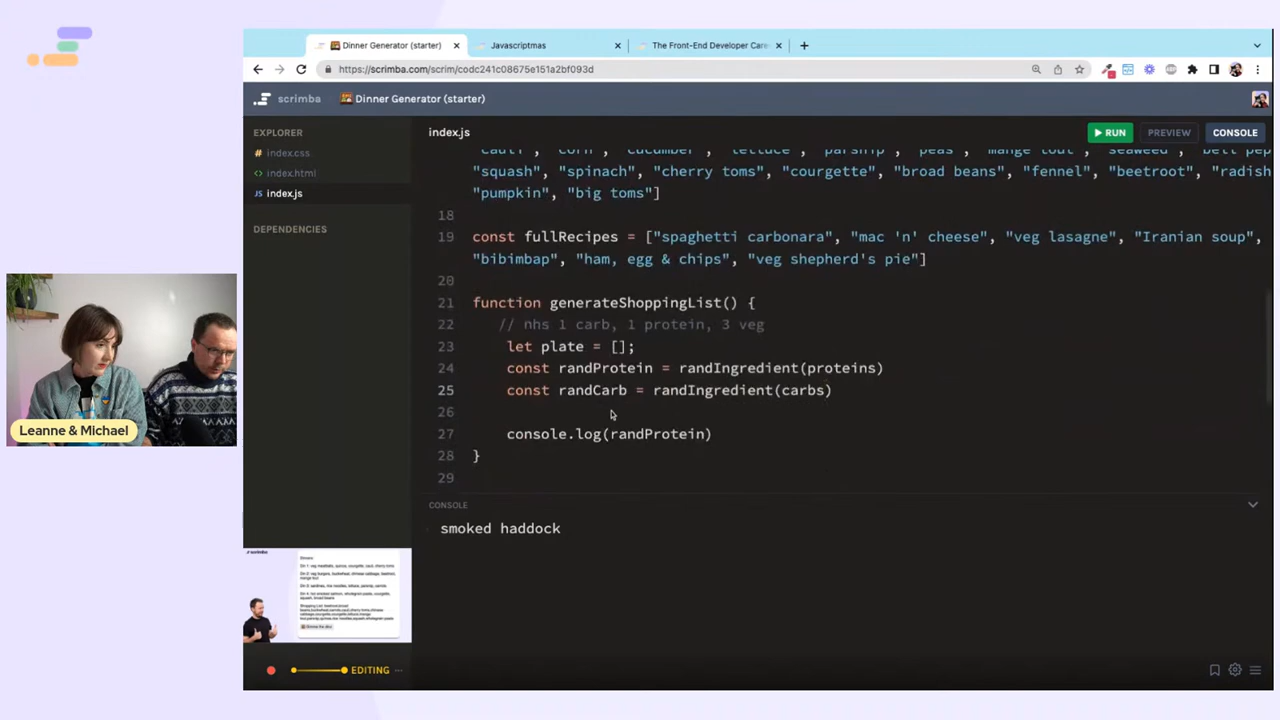 Dinner Generator (starter)
Javascriptmas
The Front-End Developer Care
https://scrimba.com/scrim/codc241c08675e151a2bf093d
scrimba
Dinner Generator (starter)
EXPLORER
index.css
index.html
JS index.js
DEPENDENCIES
index.js
RUN
PREVIEW
CONSOLE
"squash", "spinach", "cherry toms", "courgette", "broad beans", "fennel", "beetroot", "radish
"pumpkin", "big toms"]
18
19 const fullRecipes = ["spaghetti carbonara", "mac 'n' cheese", "veg lasagne", "Iranian soup",
"bibimbap", "ham, egg & chips", "veg shepherd's pie"]
20
21 function generateShoppingList() {
22 // nhs 1 carb, 1 protein, 3 veg
23 let plate = [];
24 const randProtein = randIngredient(proteins)
25 const randCarb = randIngredient(carbs)
26
27 console.log(randProtein)
28 }
29
CONSOLE
smoked haddock
Leanne & Michael
EDITING